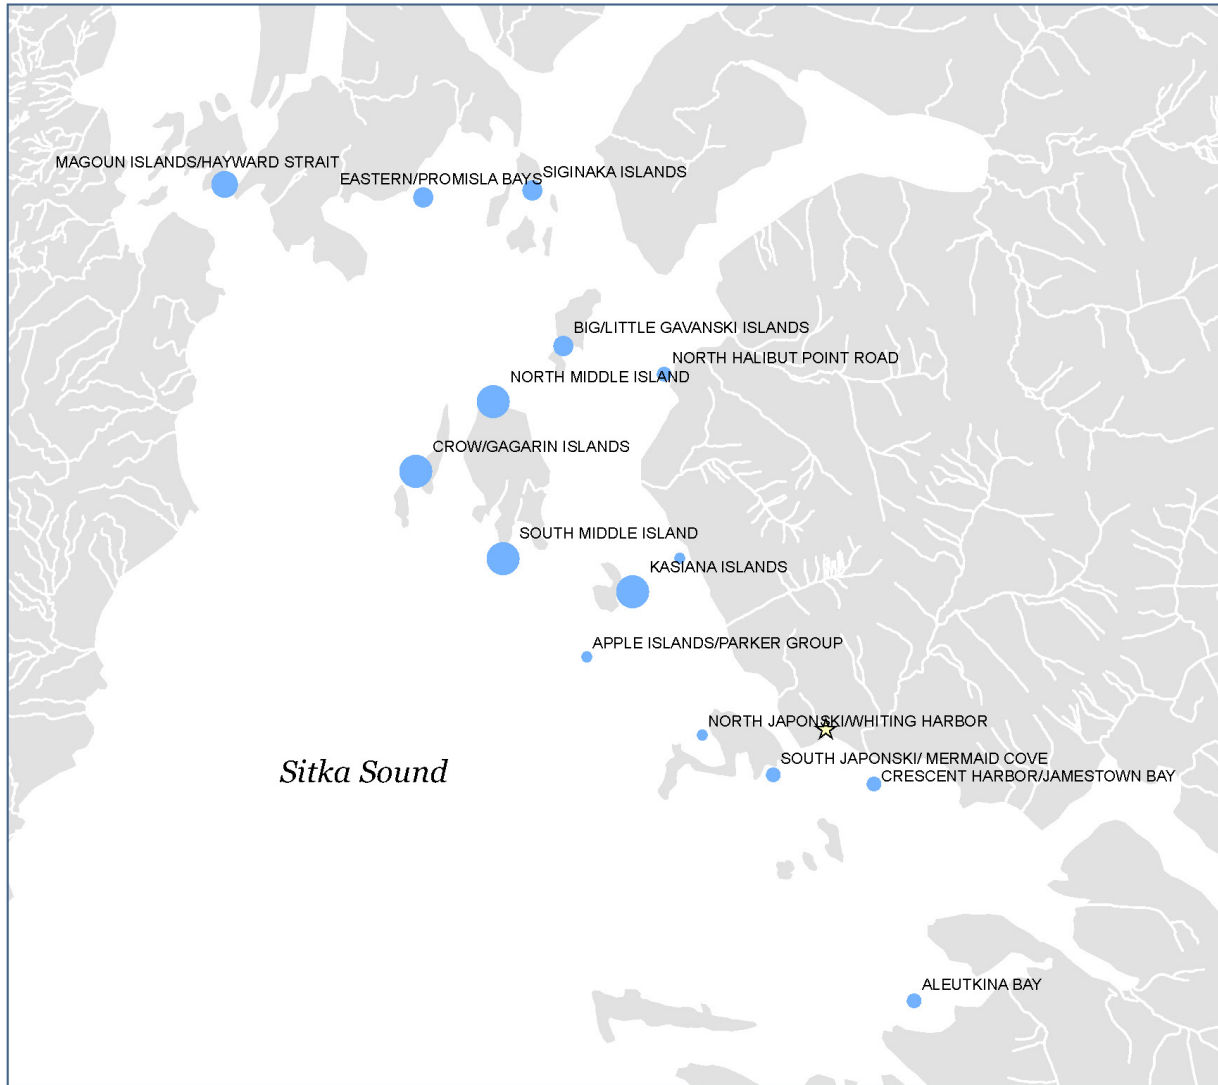 MAGOUN ISLANDS/HAYWARD STRAIT
EASTERN/PROMISLA BAYS
SIGINAKA ISLANDS
BIG/LITTLE GAVANSKI ISLANDS
NORTH HALIBUT POINT ROAD
NORTH MIDDLE ISLAND
CROW/GAGARIN ISLANDS
SOUTH MIDDLE ISLAND
KASIANA ISLANDS
APPLE ISLANDS/PARKER GROUP
NORTH JAPONSKI/WHITING HARBOR
SOUTH JAPONSKI/ MERMAID COVE
Sitka Sound
CRESCENT HARBOR/JAMESTOWN BAY
ALEUTKINA BAY